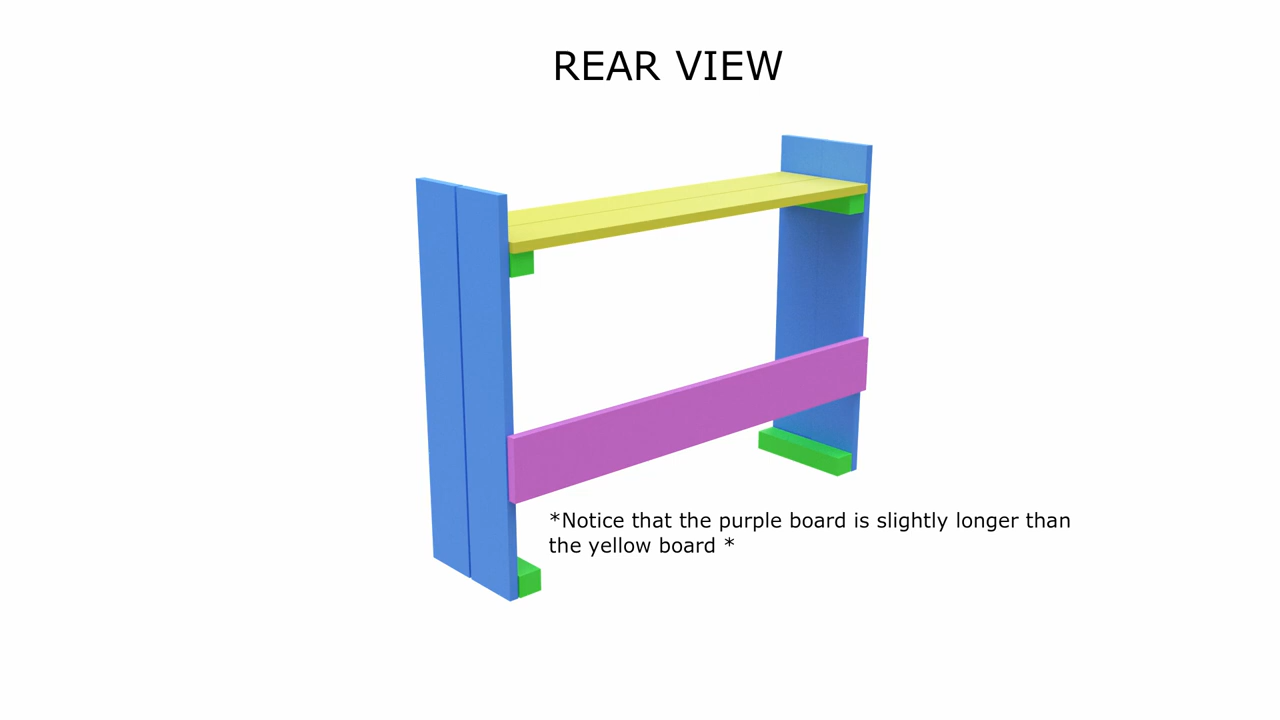 REAR VIEW
*Notice that the purple board is slightly longer than
the yellow board *